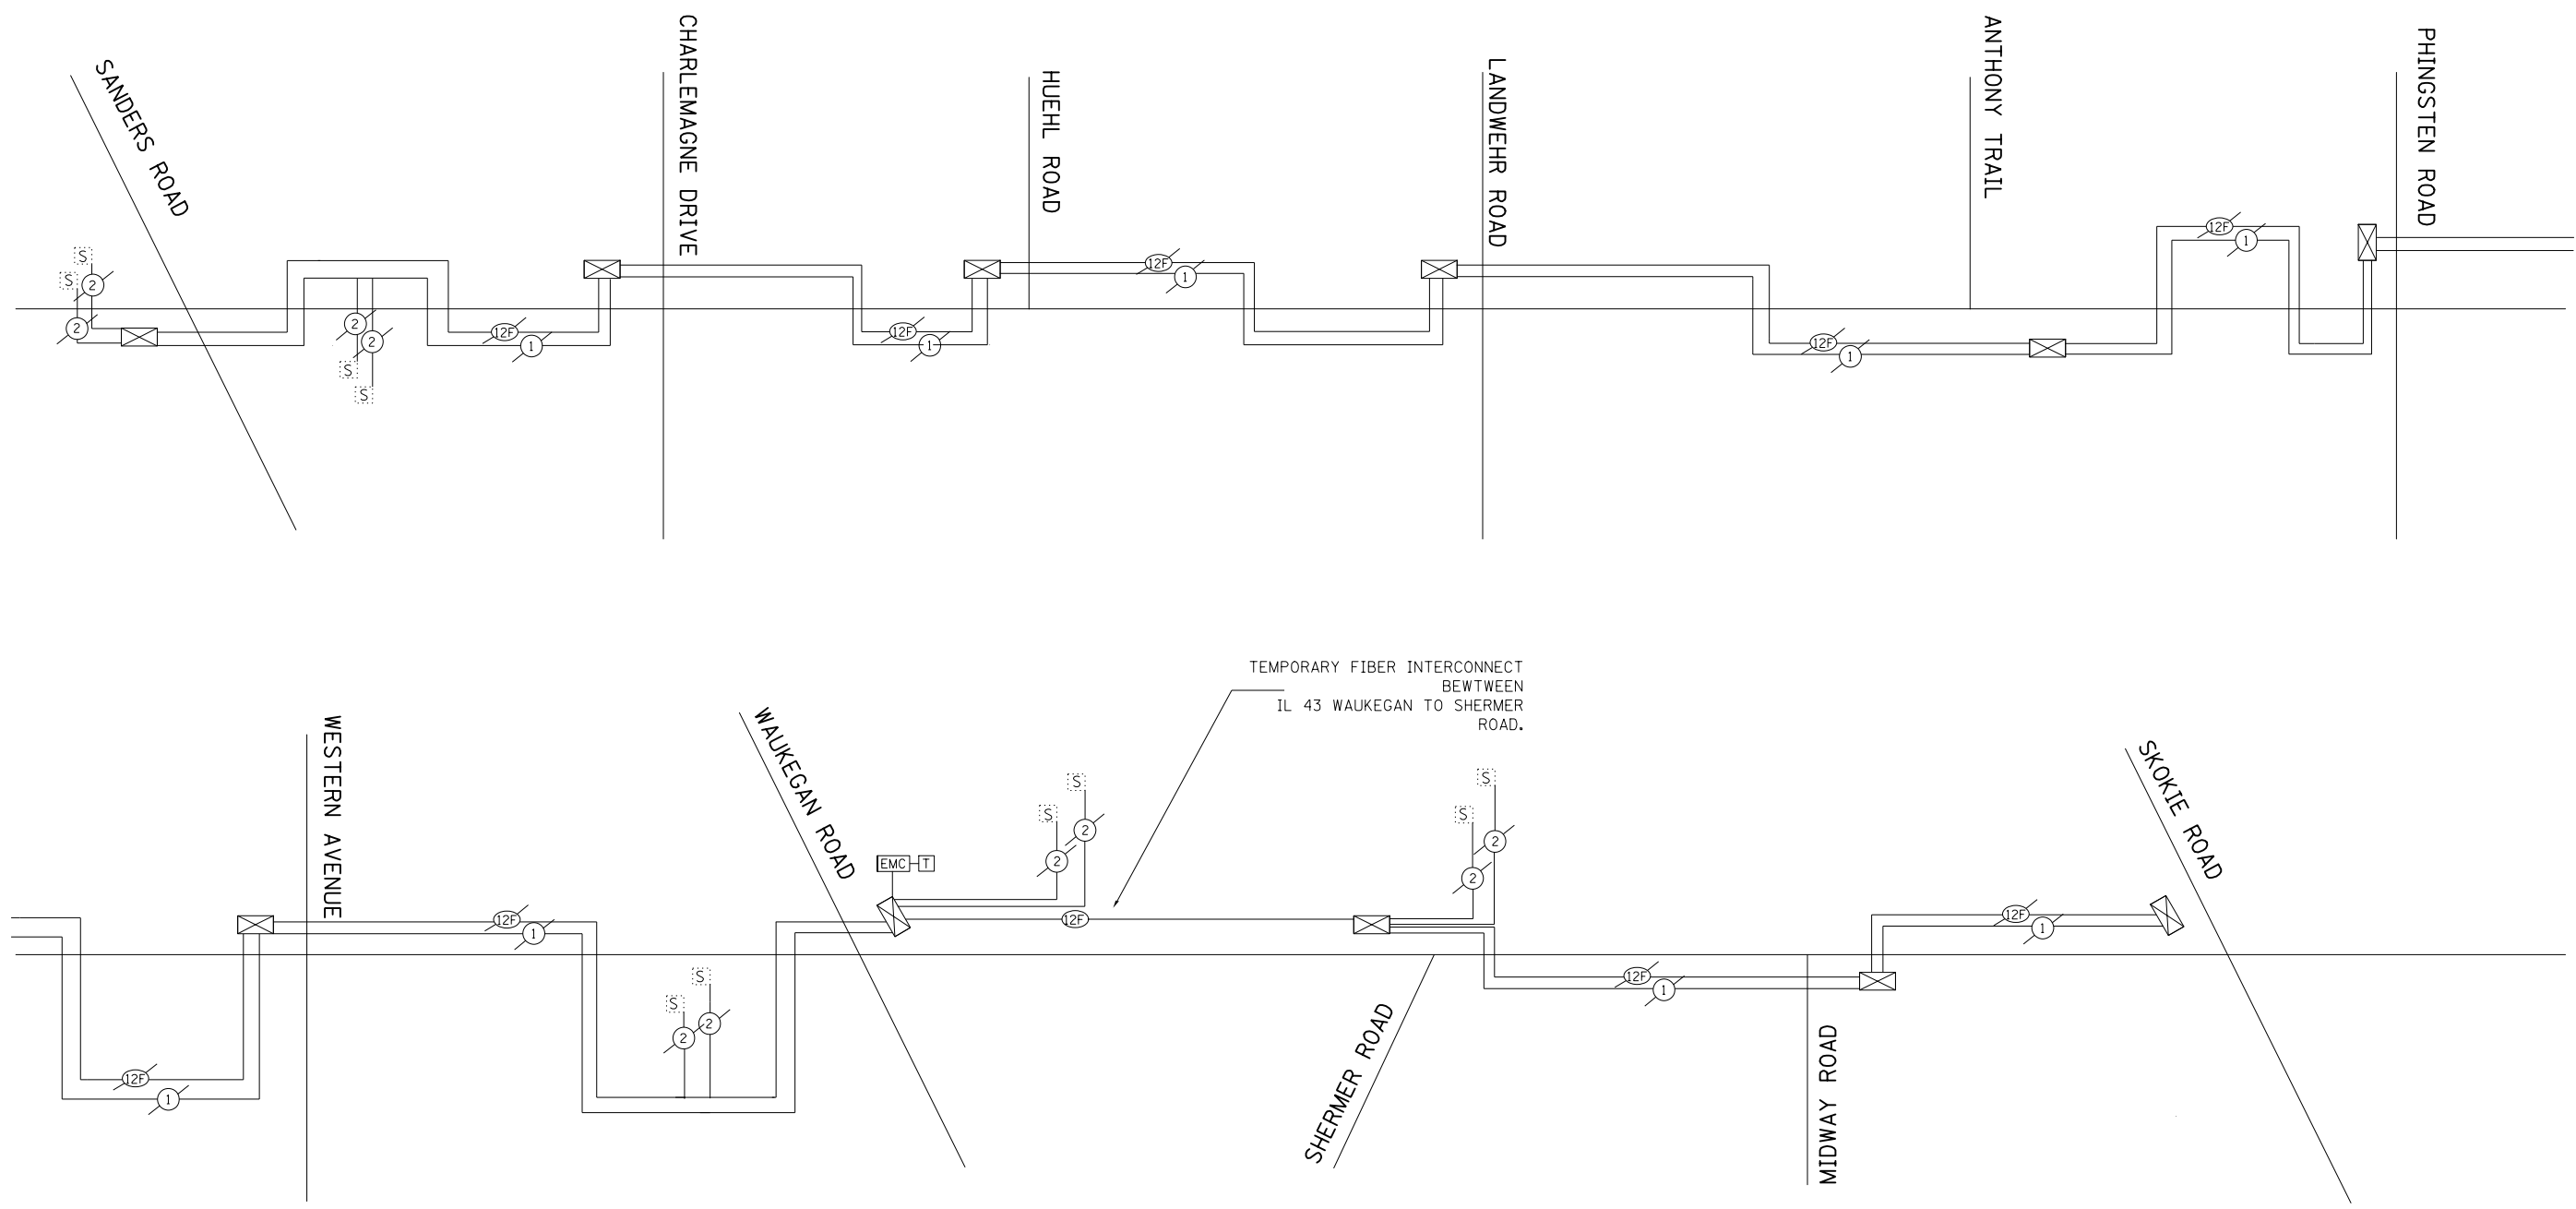 SANDERS ROAD
CHARLEMAGNE DRIVE
HUEHL ROAD
LANDWEHR ROAD
ANTHONY TRAIL
PHINGSTEN ROAD
S
S
2
2
2
2
S
S
12F
1
12F
1
12F
1
12F
1
12F
1
TEMPORARY FIBER INTERCONNECT
BEWTWEEN
IL 43 WAUKEGAN TO SHERMER
ROAD.
WESTERN AVENUE
WAUKEGAN ROAD
SHERMER ROAD
MIDWAY ROAD
SKOKIE ROAD
12F
1
12F
1
S
S
2
2
EMC
T
S
S
2
2
12F
S
S
2
2
12F
1
12F
1